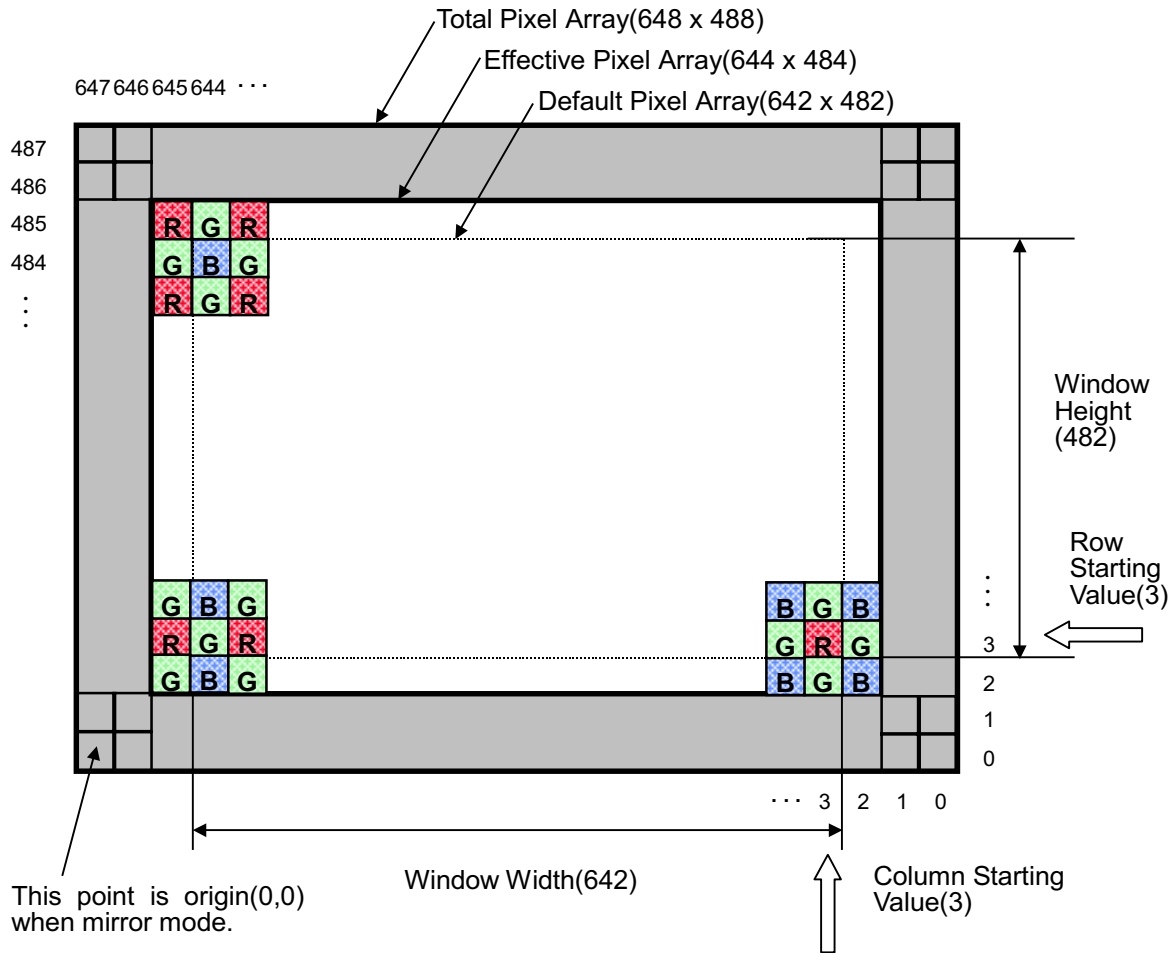 Total Pixel Array(648 x 488)
Effective Pixel Array(644 x 484)
647 646 645 644 ···
Default Pixel Array(642 x 482)
487
486
485
484
⋮
R G R
G B G
R G R
Window
Height
(482)
Row
Starting
Value(3)
G B G
R G R
G B G
B G B
G R G
B G B
⋮
3
2
1
0
··· 3 2 1 0
Window Width(642)
Column Starting
Value(3)
This point is origin(0,0)
when mirror mode.